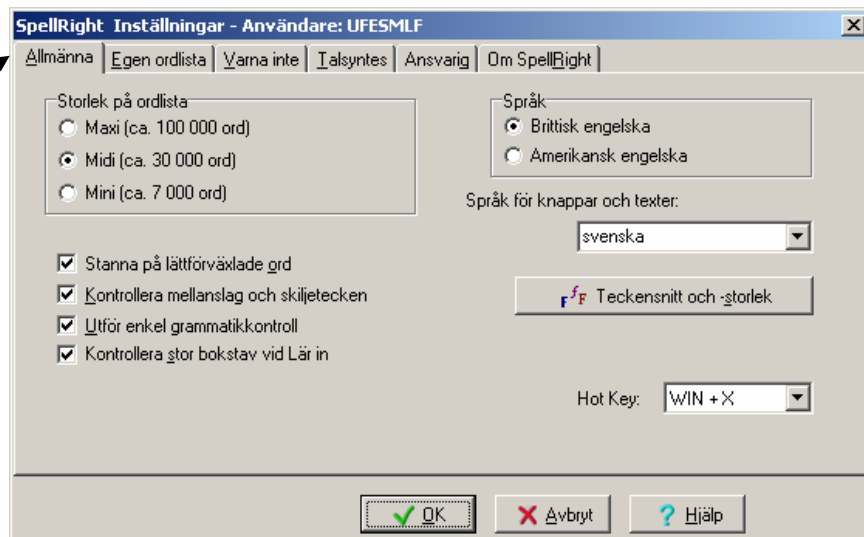 SpellRight Inställningar - Användare: UFESMLF
Allmänna Egen ordlista Varna inte Talsyntes Ansvarig Om SpellRight
Storlek på ordlista
Maxi (ca. 100 000 ord)
Midi (ca. 30 000 ord)
Mini (ca. 7 000 ord)
Språk
Brittisk engelska
Amerikansk engelska
Språk för knappar och texter:
svenska
Stanna på lättförväxlade ord
Kontrollera mellanslag och skiljetecken
Utför enkel grammatikkontroll
Kontrollera stor bokstav vid Lär in
FfF Teckensnitt och -storlek
Hot Key: WIN + X
OK Avbryt ? Hjälp